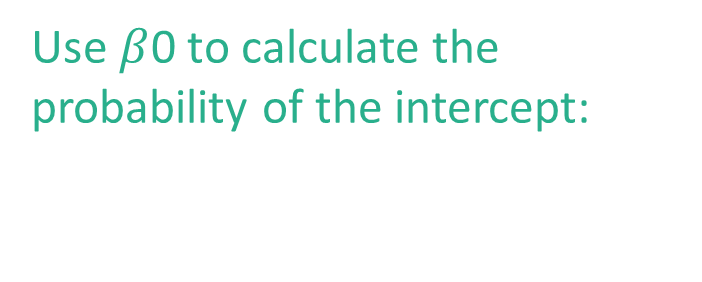 Use 𝛽0 to calculate the
probability of the intercept: